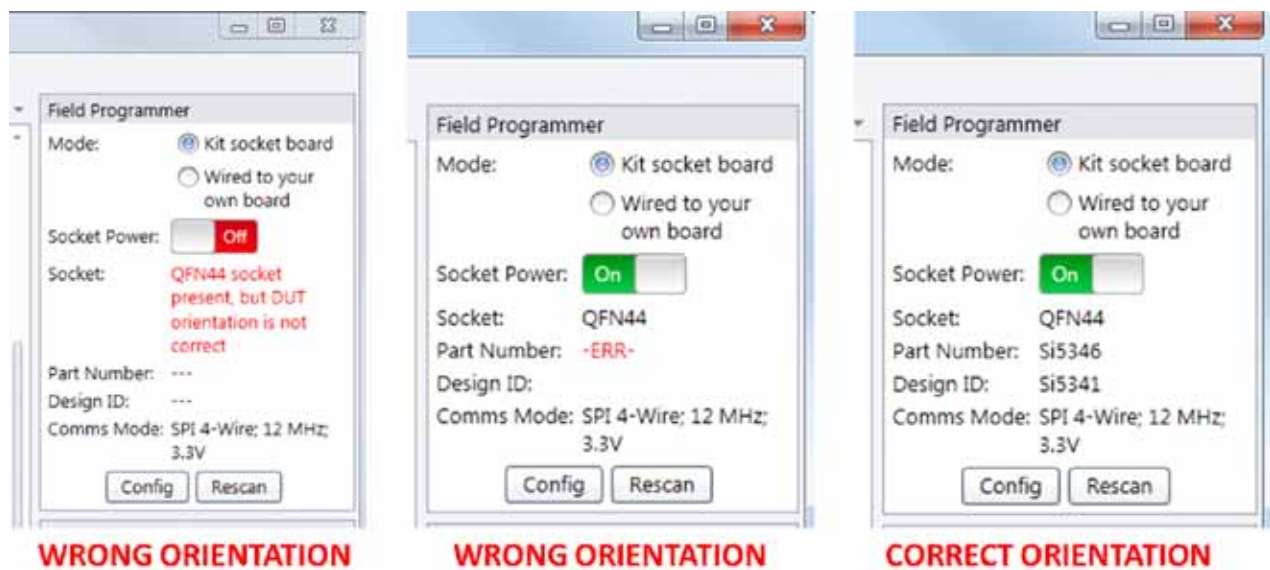 Field Programmer
Mode:
Kit socket board
Wired to your
own board
Socket Power:
Off
Socket:
QFN44 socket
present, but DUT
orientation is not
correct
Part Number:
---
Design ID:
---
Comms Mode:
SPI 4-Wire; 12 MHz;
3.3V
Config
Rescan
WRONG ORIENTATION
Field Programmer
Mode:
Kit socket board
Wired to your
own board
Socket Power:
On
Socket:
QFN44
Part Number:
-ERR-
Design ID:
Comms Mode:
SPI 4-Wire; 12 MHz;
3.3V
Config
Rescan
WRONG ORIENTATION
Field Programmer
Mode:
Kit socket board
Wired to your
own board
Socket Power:
On
Socket:
QFN44
Part Number:
Si5346
Design ID:
Si5341
Comms Mode:
SPI 4-Wire; 12 MHz;
3.3V
Config
Rescan
CORRECT ORIENTATION